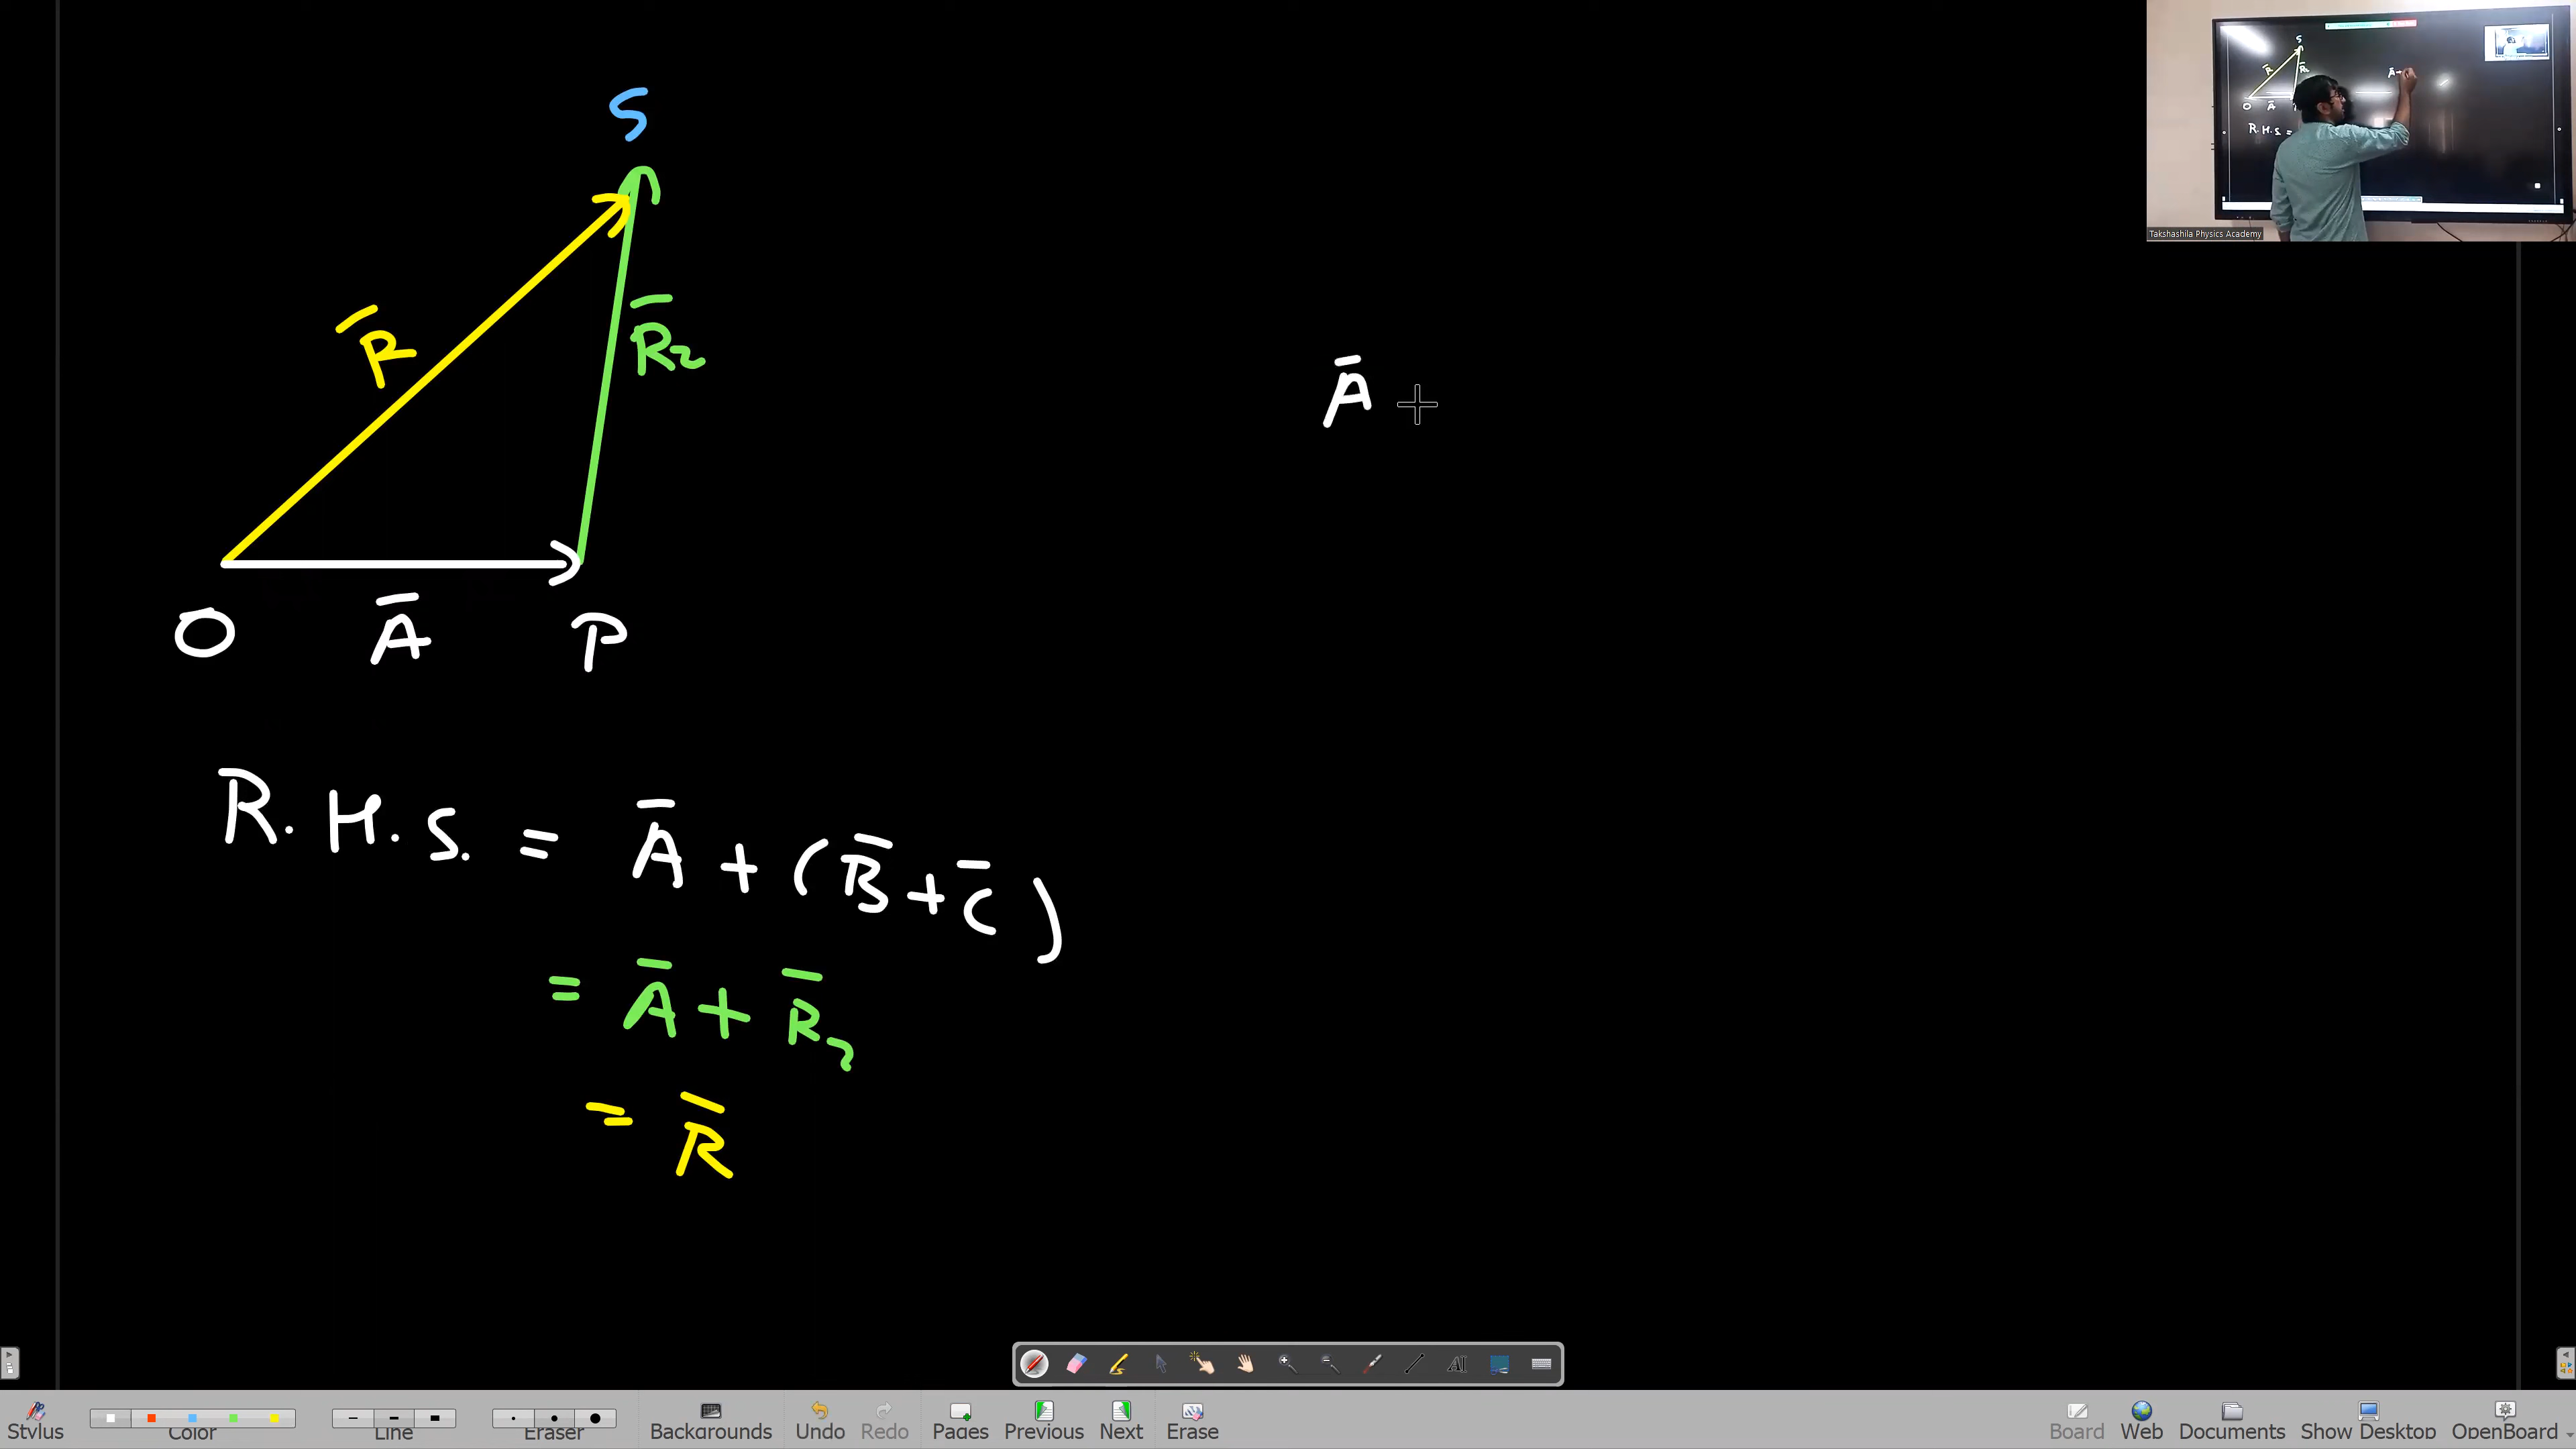 S
R̅
R̅₂
O A̅ P
A̅
R.H.S. = A̅ + (B̅ + C̅)
= A̅ + R̅₂
= R̅
Takshashila Physics Academy
Stylus Color Line Eraser Backgrounds Undo Redo Pages Previous Next Erase Board Web Documents Show Desktop OpenBoard